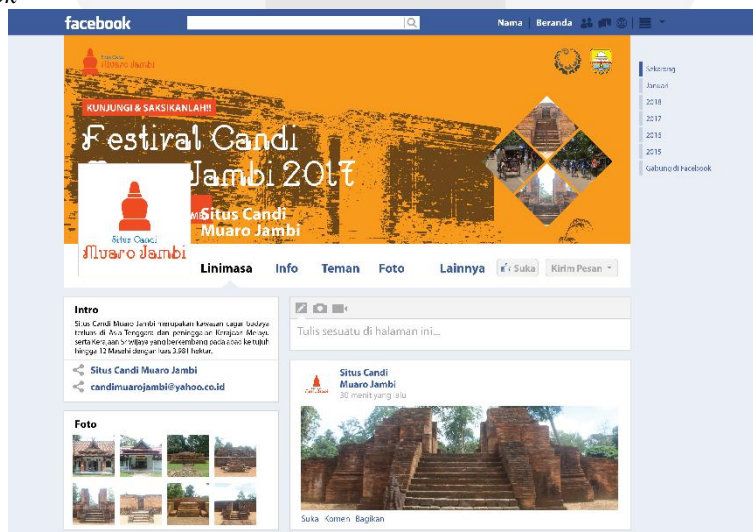 facebook
Nama Beranda
Situs Candi
Muaro Jambi
KUNJUNGI & SAKSIKANLAH!!
Festival Candi
Jambi 2017
Situs Candi
Muaro Jambi
Situs Candi
Muaro Jambi
Linimasa Info Teman Foto Lainnya Suka Kirim Pesan
Sekarang
Januari
2018
2017
2016
2015
Gabung di Facebook
Intro
Situs Candi Muaro Jambi merupakan kawasan cagar budaya
terluas di Asia Tenggara dan peninggalan Kerajaan Melayu
serta Kerajaan Sriwijaya yang berkembang pada abad ke tujuh
hingga 12 Masehi dengan luas 3.981 hektar.
Situs Candi Muaro Jambi
candimuarojambi@yahoo.co.id
Foto
Tulis sesuatu di halaman ini...
Situs Candi
Muaro Jambi
30 menit yang lalu
Suka Komen Bagikan